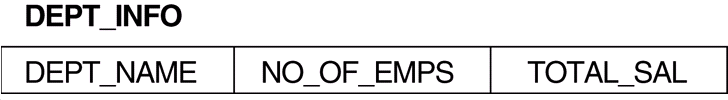 DEPT_INFO
DEPT_NAME NO_OF_EMPS TOTAL_SAL